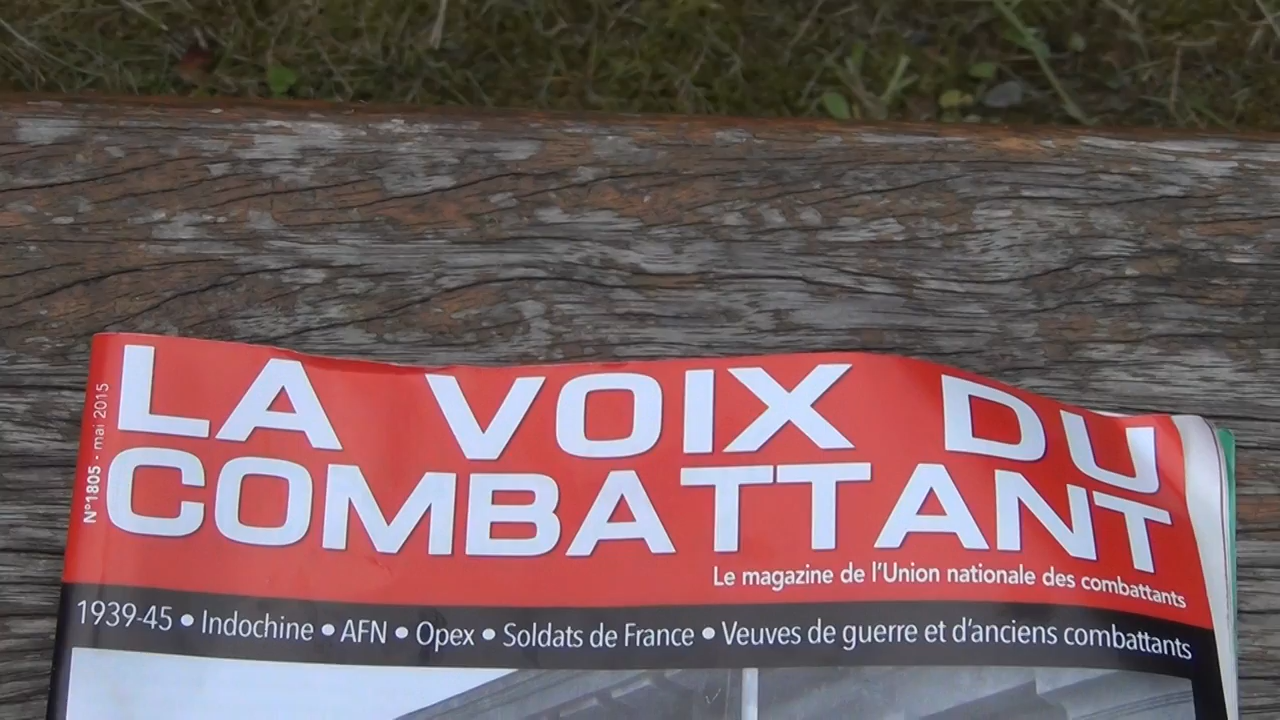 N°1805 - mai 2015
LA VOIX DU
COMBATTANT
Le magazine de l'Union nationale des combattants
1939-45 • Indochine • AFN • Opex • Soldats de France • Veuves de guerre et d'anciens combattants